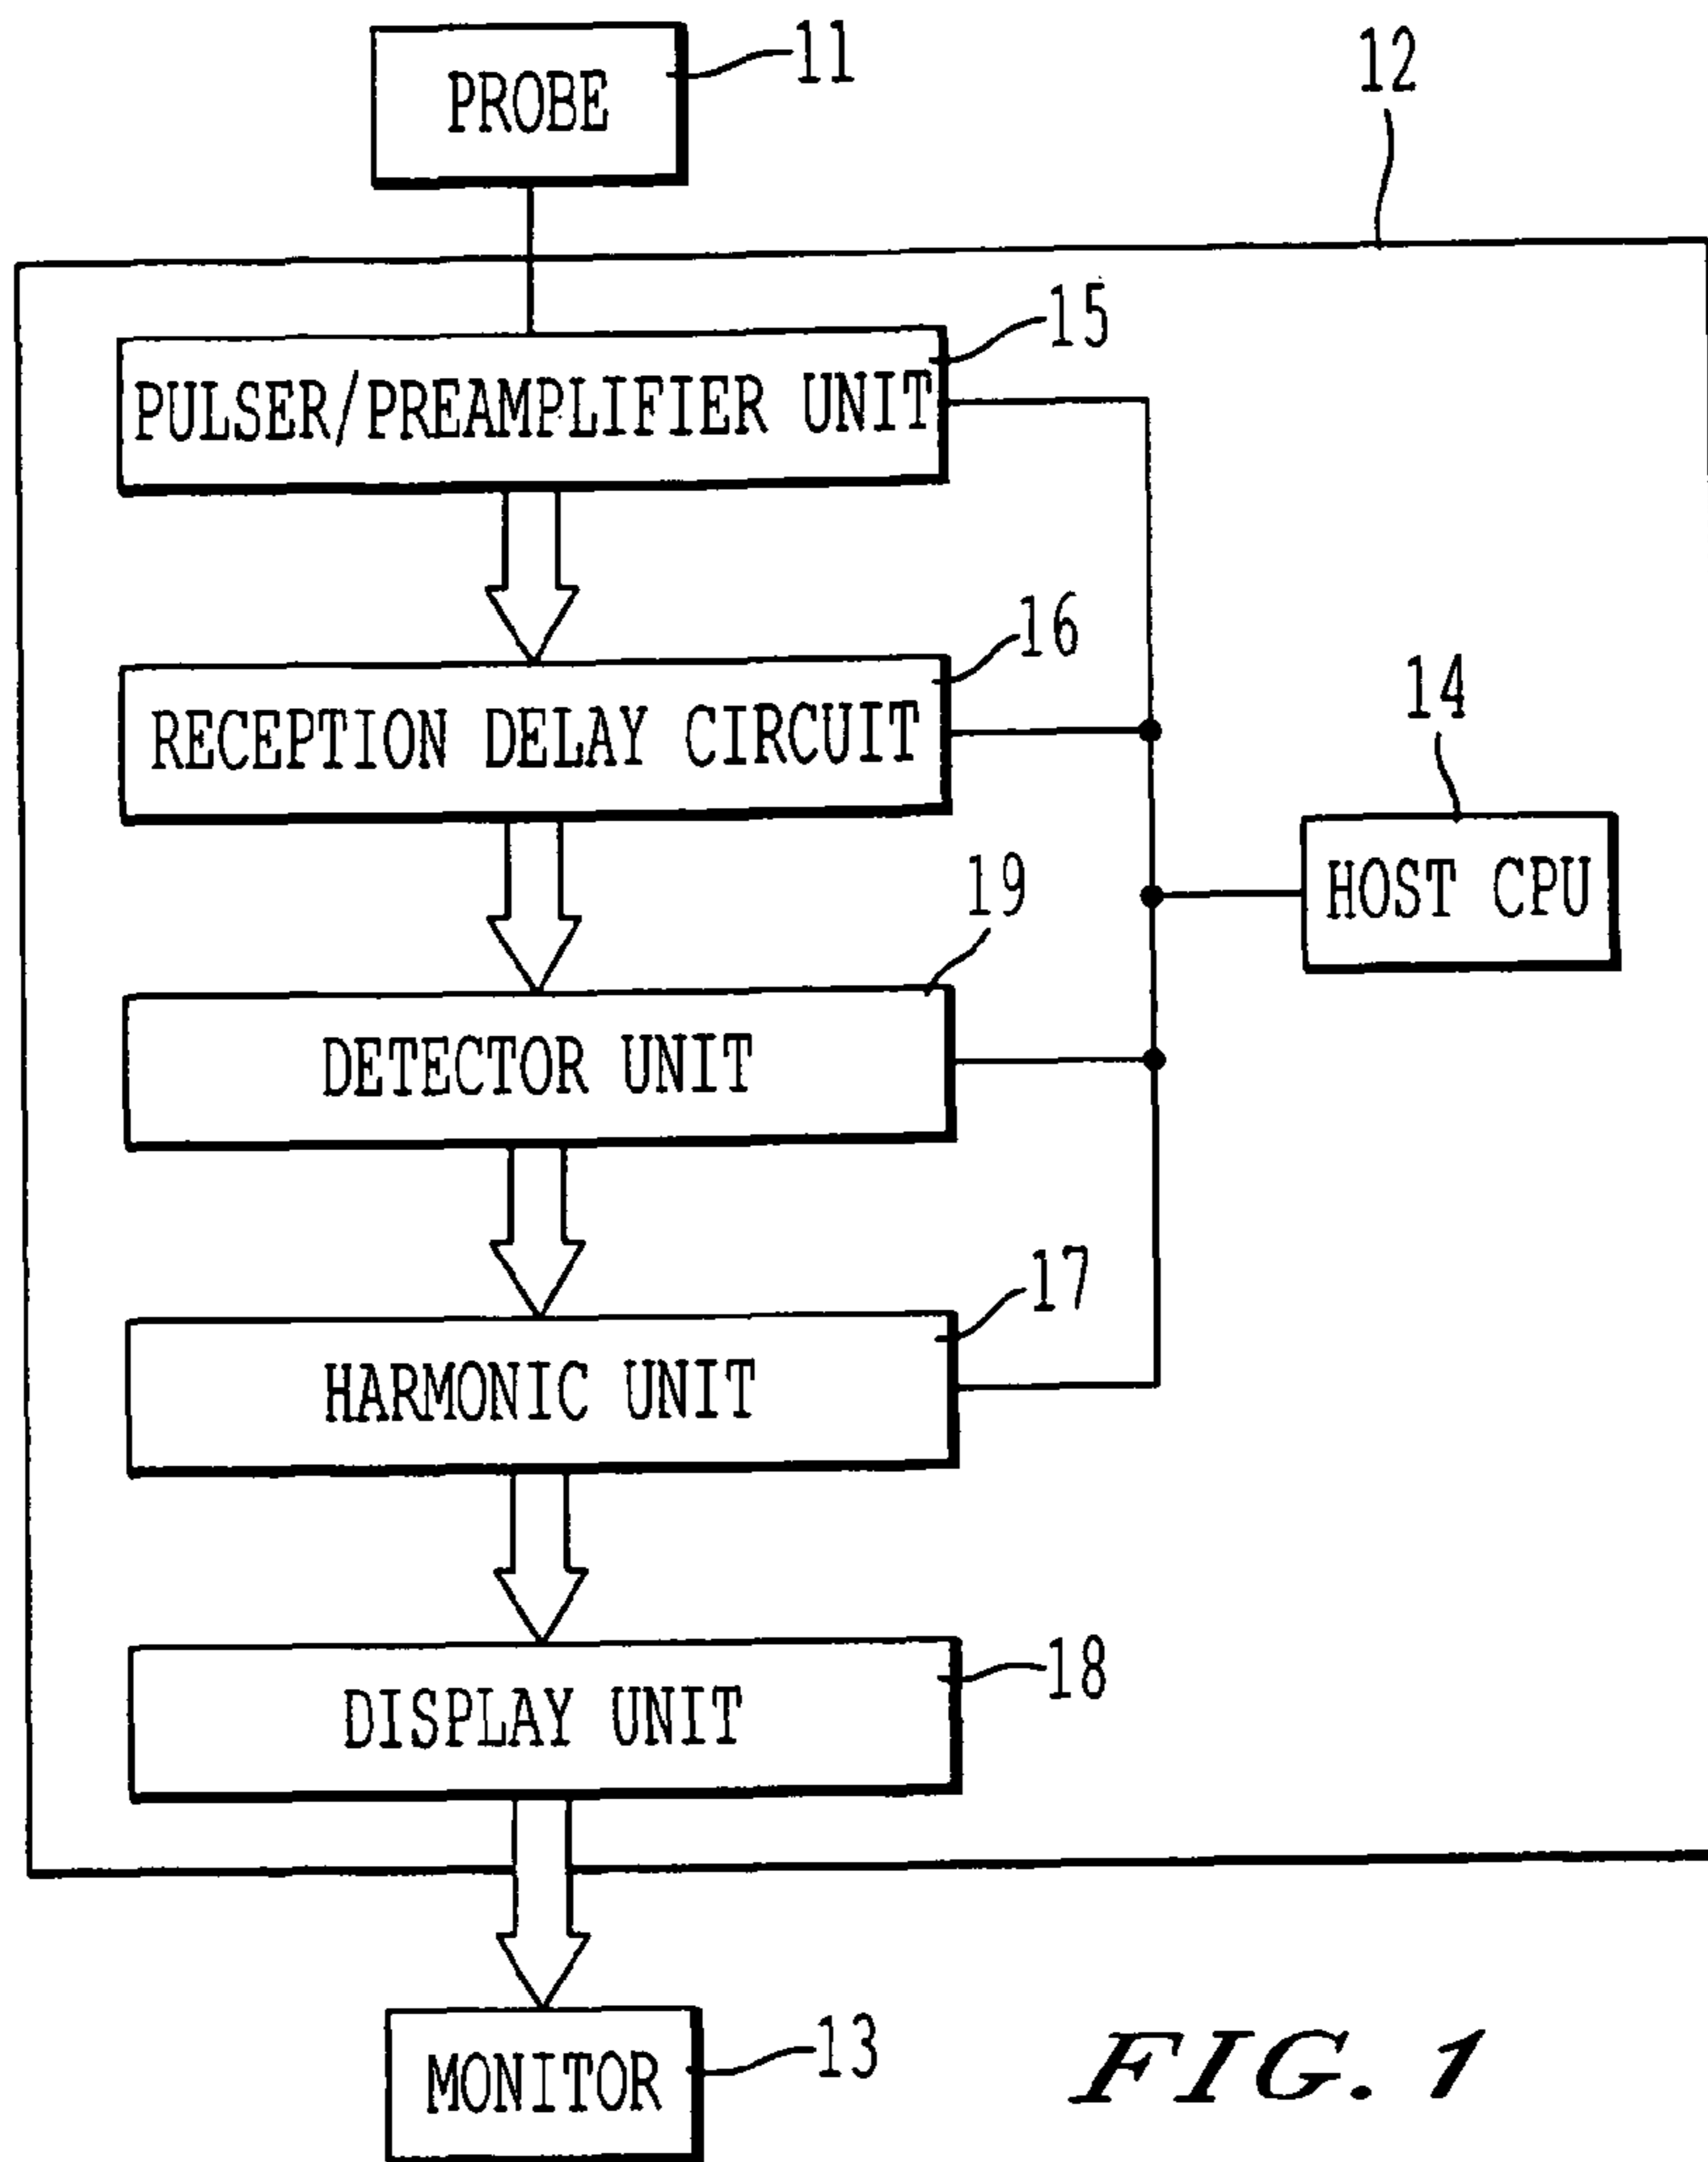 PROBE
11
12
15
PULSER/PREAMPLIFIER UNIT
16
RECEPTION DELAY CIRCUIT
14
HOST CPU
19
DETECTOR UNIT
17
HARMONIC UNIT
18
DISPLAY UNIT
13
MONITOR
FIG. 1